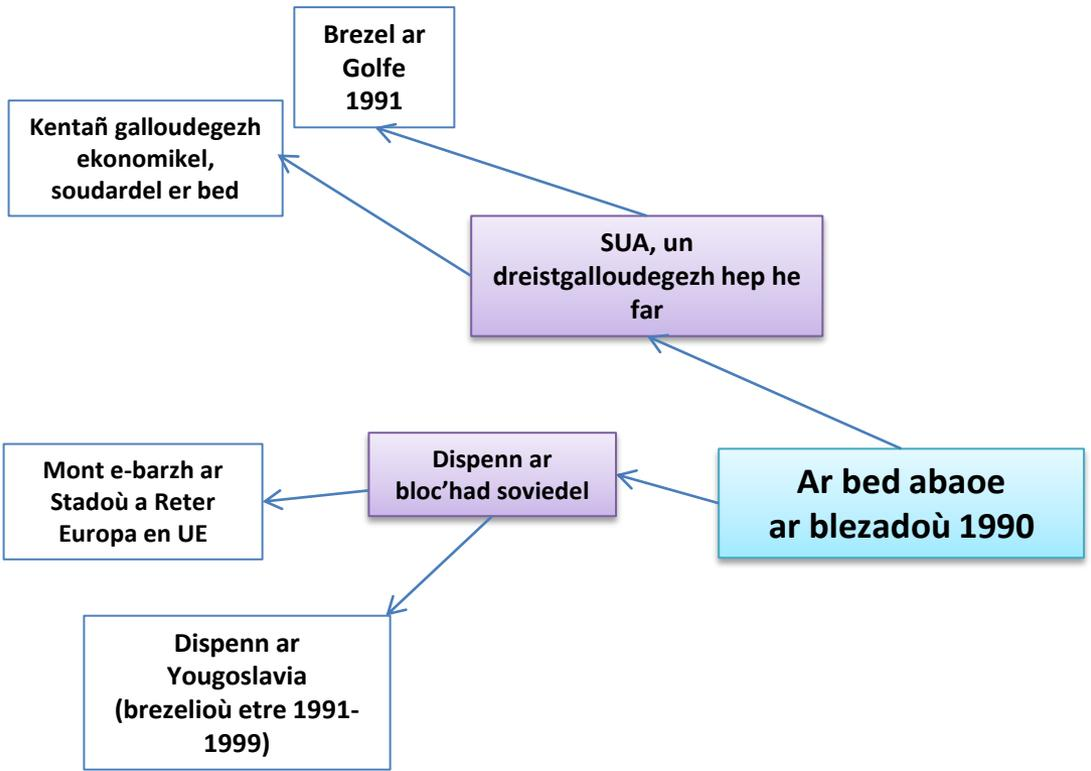 Brezel ar
Golfe
1991
Kentañ galloudegezh
ekonomikel,
soudardel er bed
SUA, un
dreistgalloudegezh hep he
far
Mont e-barzh ar
Stadoù a Reter
Europa en UE
Dispenn ar
bloc’had soviedel
Ar bed abaoe
ar blezadoù 1990
Dispenn ar
Yougoslavia
(brezelioù etre 1991-
1999)